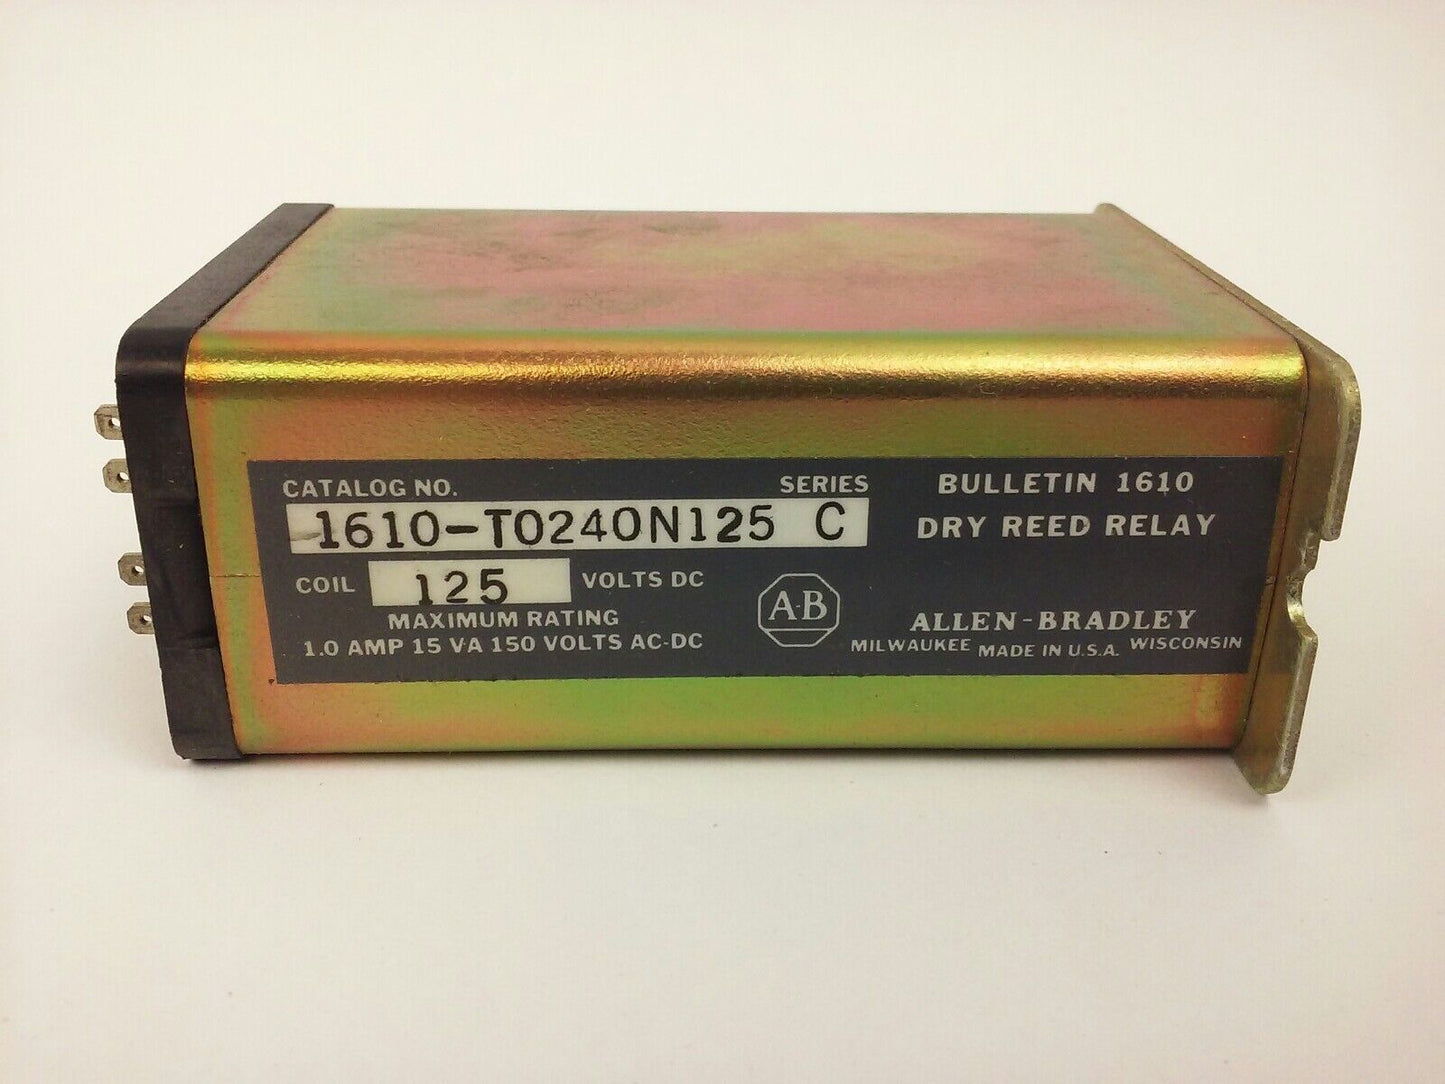 CATALOG NO. SERIES
1610-T0240N125 C
COIL 125 VOLTS DC
MAXIMUM RATING
1.0 AMP 15 VA 150 VOLTS AC-DC
A-B
BULLETIN 1610
DRY REED RELAY
ALLEN-BRADLEY
MILWAUKEE MADE IN U.S.A. WISCONSIN